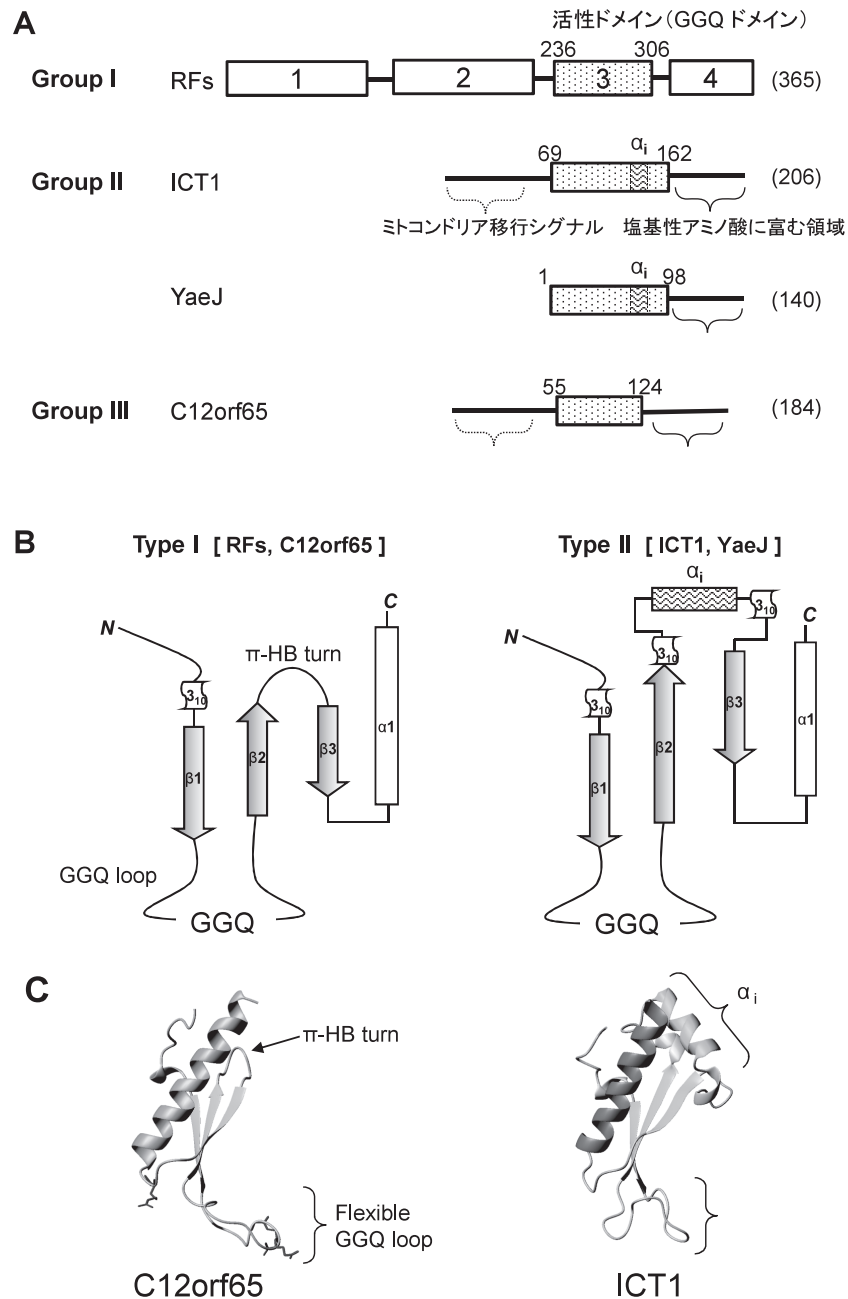 A
活性ドメイン（GGQ ドメイン）
236 306
Group I RFs 1 2 3 4 (365)
αi
69 162
Group II ICT1 (206)
ミトコンドリア移行シグナル 塩基性アミノ酸に富む領域
αi
1 98
YaeJ (140)
55 124
Group III C12orf65 (184)
B
Type I [ RFs, C12orf65 ] Type II [ ICT1, YaeJ ]
αi
C 310
N π-HB turn N 310 C
310 310
β3 α1
β2 β3 α1 β2
β1 β1
GGQ loop
GGQ GGQ
C
αi
π-HB turn
Flexible
GGQ loop
C12orf65 ICT1